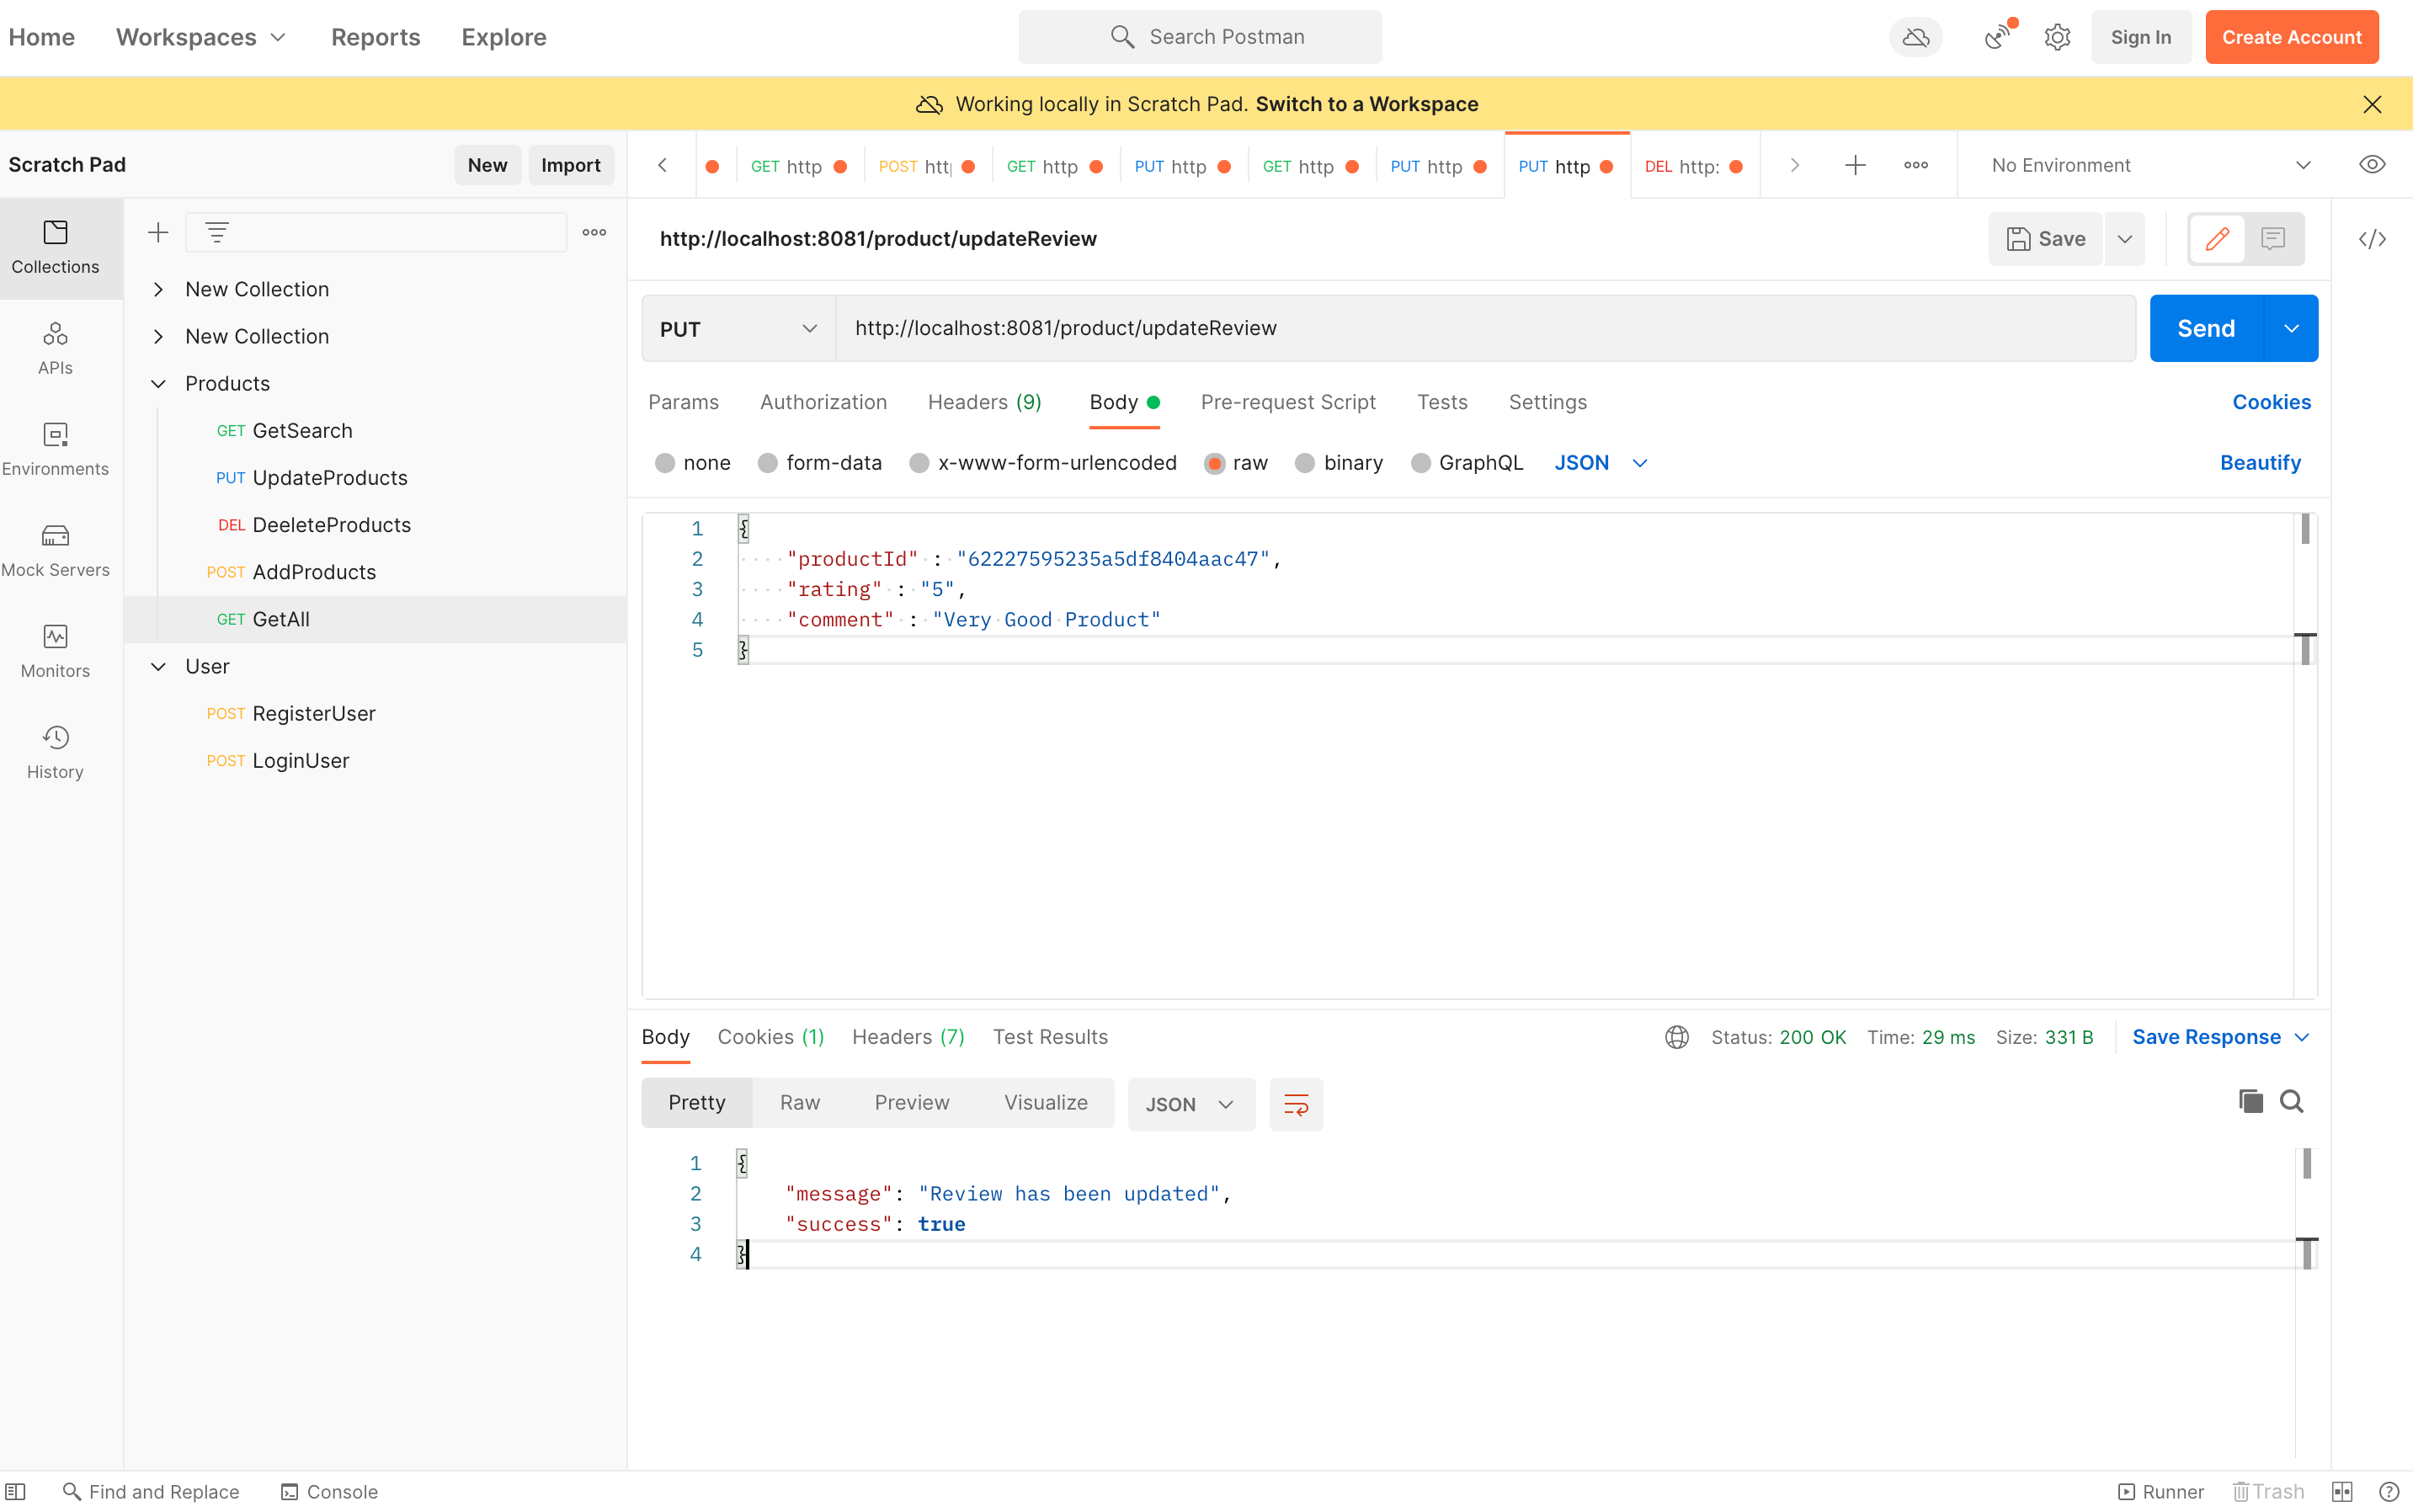 Home Workspaces Reports Explore Search Postman Sign In Create Account
Working locally in Scratch Pad. Switch to a Workspace
Scratch Pad New Import GET http POST htt GET http PUT http GET http PUT http PUT http DEL http: No Environment
http://localhost:8081/product/updateReview Save
Collections
New Collection
New Collection
Products
GET GetSearch
PUT UpdateProducts
DEL DeeleteProducts
POST AddProducts
GET GetAll
User
POST RegisterUser
POST LoginUser
APIs
Environments
Mock Servers
Monitors
History
PUT http://localhost:8081/product/updateReview Send
Params Authorization Headers (9) Body Pre-request Script Tests Settings Cookies
none form-data x-www-form-urlencoded raw binary GraphQL JSON Beautify
1 {
2 "productId" : "62227595235a5df8404aac47",
3 "rating" : "5",
4 "comment" : "Very Good Product"
5 }
Body Cookies (1) Headers (7) Test Results Status: 200 OK Time: 29 ms Size: 331 B Save Response
Pretty Raw Preview Visualize JSON
1 {
2 "message": "Review has been updated",
3 "success": true
4 }
Find and Replace Console Runner Trash